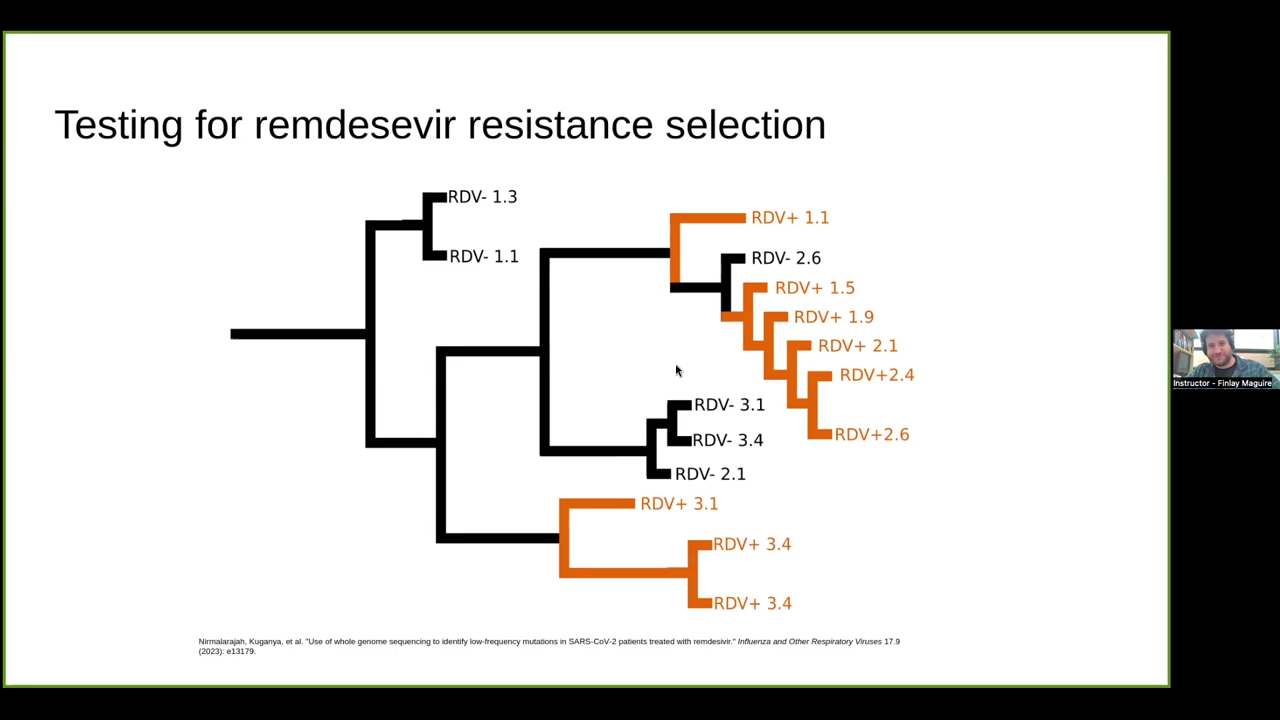 Testing for remdesevir resistance selection
RDV- 1.3
RDV+ 1.1
RDV- 1.1
RDV- 2.6
RDV+ 1.5
RDV+ 1.9
RDV+ 2.1
RDV+2.4
RDV- 3.1
RDV+2.6
RDV- 3.4
RDV- 2.1
RDV+ 3.1
RDV+ 3.4
RDV+ 3.4
Nirmalarajah, Kuganya, et al. "Use of whole genome sequencing to identify low-frequency mutations in SARS-CoV-2 patients treated with remdesivir." Influenza and Other Respiratory Viruses 17.9
(2023): e13179.
Instructor - Finlay Maguire